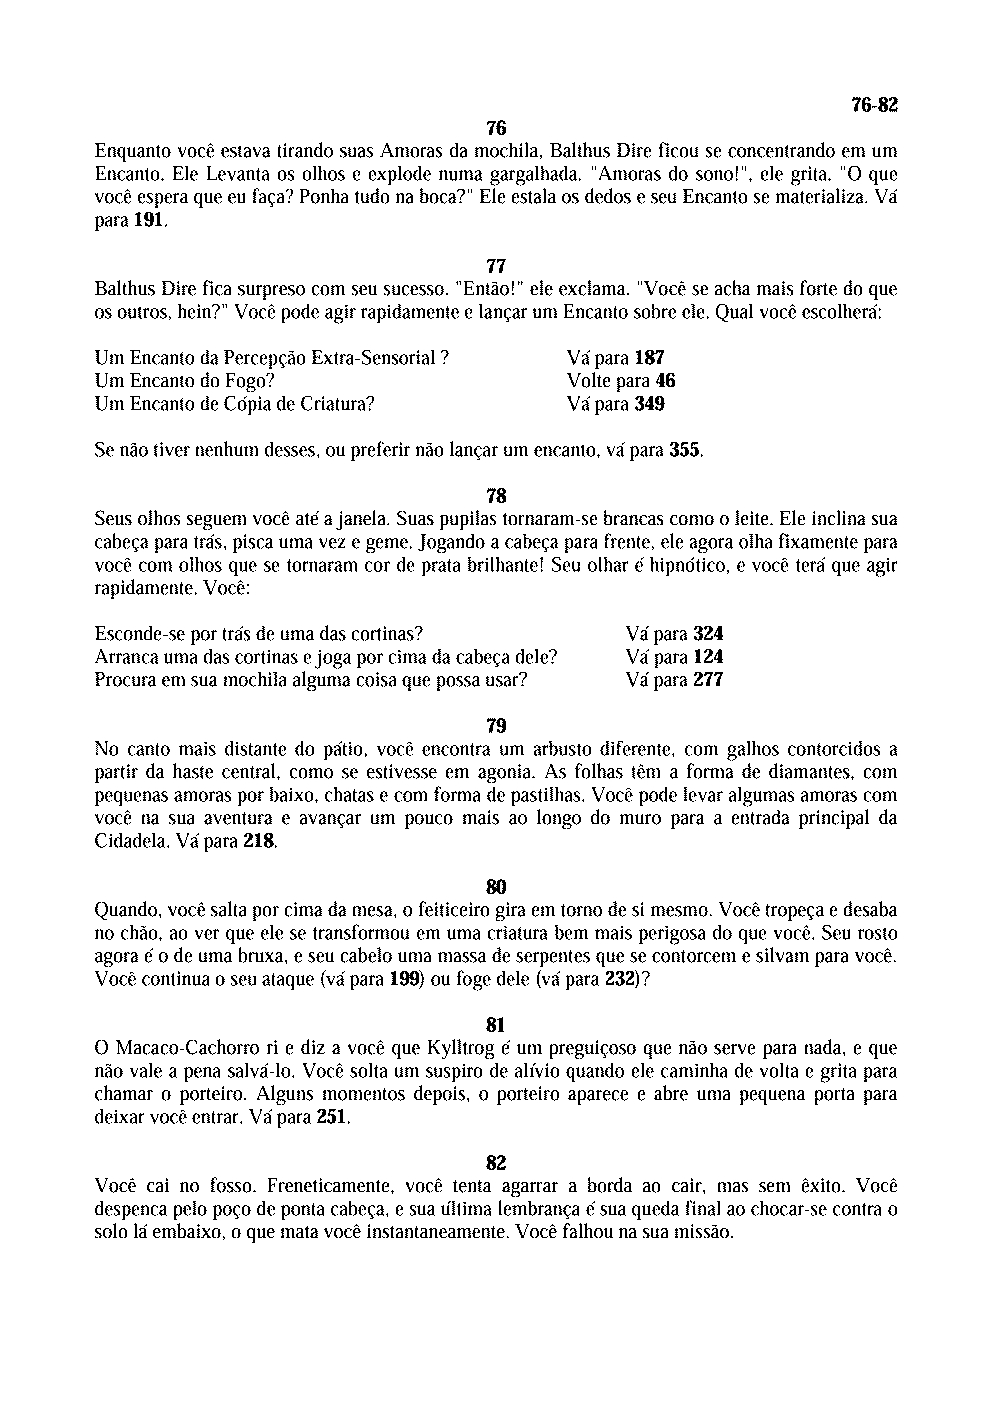 76-82
76
Enquanto você estava tirando suas Amoras da mochila, Balthus Dire ficou se concentrando em um
Encanto. Ele Levanta os olhos e explode numa gargalhada. "Amoras do sono!", ele grita. "O que
você espera que eu faça? Ponha tudo na boca?" Ele estala os dedos e seu Encanto se materializa. Vá
para 191.
77
Balthus Dire fica surpreso com seu sucesso. "Então!" ele exclama. "Você se acha mais forte do que
os outros, hein?" Você pode agir rapidamente e lançar um Encanto sobre ele. Qual você escolherá:
Um Encanto da Percepção Extra-Sensorial ? Vá para 187
Um Encanto do Fogo? Volte para 46
Um Encanto de Cópia de Criatura? Vá para 349
Se não tiver nenhum desses, ou preferir não lançar um encanto, vá para 355.
78
Seus olhos seguem você até a janela. Suas pupilas tornaram-se brancas como o leite. Ele inclina sua
cabeça para trás, pisca uma vez e geme. Jogando a cabeça para frente, ele agora olha fixamente para
você com olhos que se tornaram cor de prata brilhante! Seu olhar é hipnótico, e você terá que agir
rapidamente. Você:
Esconde-se por trás de uma das cortinas? Vá para 324
Arranca uma das cortinas e joga por cima da cabeça dele? Vá para 124
Procura em sua mochila alguma coisa que possa usar? Vá para 277
79
No canto mais distante do pátio, você encontra um arbusto diferente, com galhos contorcidos a
partir da haste central, como se estivesse em agonia. As folhas têm a forma de diamantes, com
pequenas amoras por baixo, chatas e com forma de pastilhas. Você pode levar algumas amoras com
você na sua aventura e avançar um pouco mais ao longo do muro para a entrada principal da
Cidadela. Vá para 218.
80
Quando, você salta por cima da mesa, o feiticeiro gira em torno de si mesmo. Você tropeça e desaba
no chão, ao ver que ele se transformou em uma criatura bem mais perigosa do que você. Seu rosto
agora é o de uma bruxa, e seu cabelo uma massa de serpentes que se contorcem e silvam para você.
Você continua o seu ataque (vá para 199) ou foge dele (vá para 232)?
81
O Macaco-Cachorro ri e diz a você que Kylltrog é um preguiçoso que não serve para nada, e que
não vale a pena salvá-lo. Você solta um suspiro de alívio quando ele caminha de volta e grita para
chamar o porteiro. Alguns momentos depois, o porteiro aparece e abre uma pequena porta para
deixar você entrar. Vá para 251.
82
Você cai no fosso. Freneticamente, você tenta agarrar a borda ao cair, mas sem êxito. Você
despenca pelo poço de ponta cabeça, e sua última lembrança é sua queda final ao chocar-se contra o
solo lá embaixo, o que mata você instantaneamente. Você falhou na sua missão.